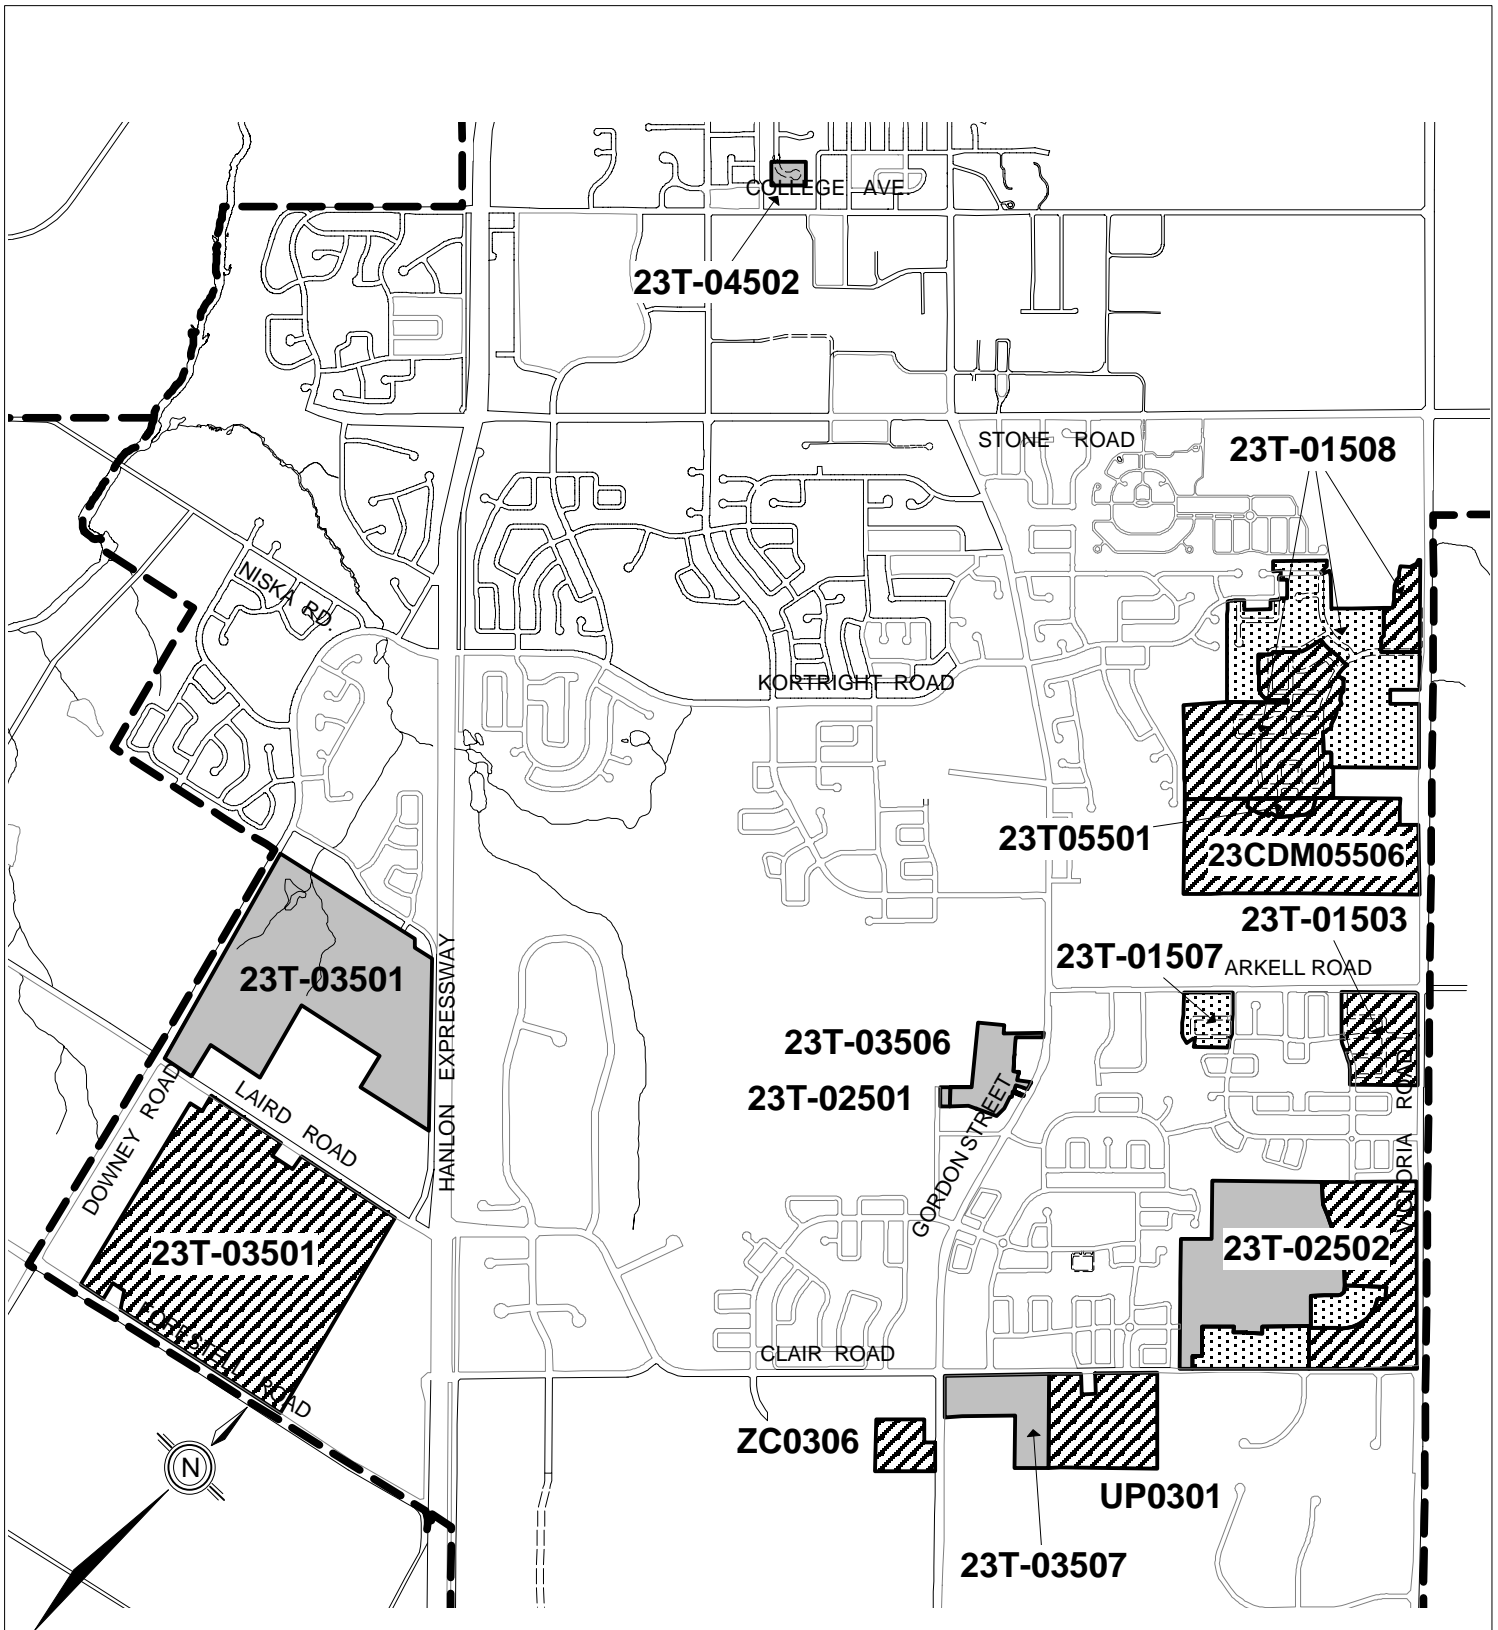 COLLEGE AVE.
23T-04502
STONE ROAD
23T-01508
NISKA RD.
KORTRIGHT ROAD
23T05501
23CDM05506
23T-01503
23T-01507
ARKELL ROAD
23T-03501
HANLON EXPRESSWAY
23T-03506
23T-02501
GORDON STREET
VICTORIA ROAD
DOWNEY ROAD
LAIRD ROAD
23T-03501
23T-02502
FORESTELL ROAD
CLAIR ROAD
ZC0306
N
UP0301
23T-03507